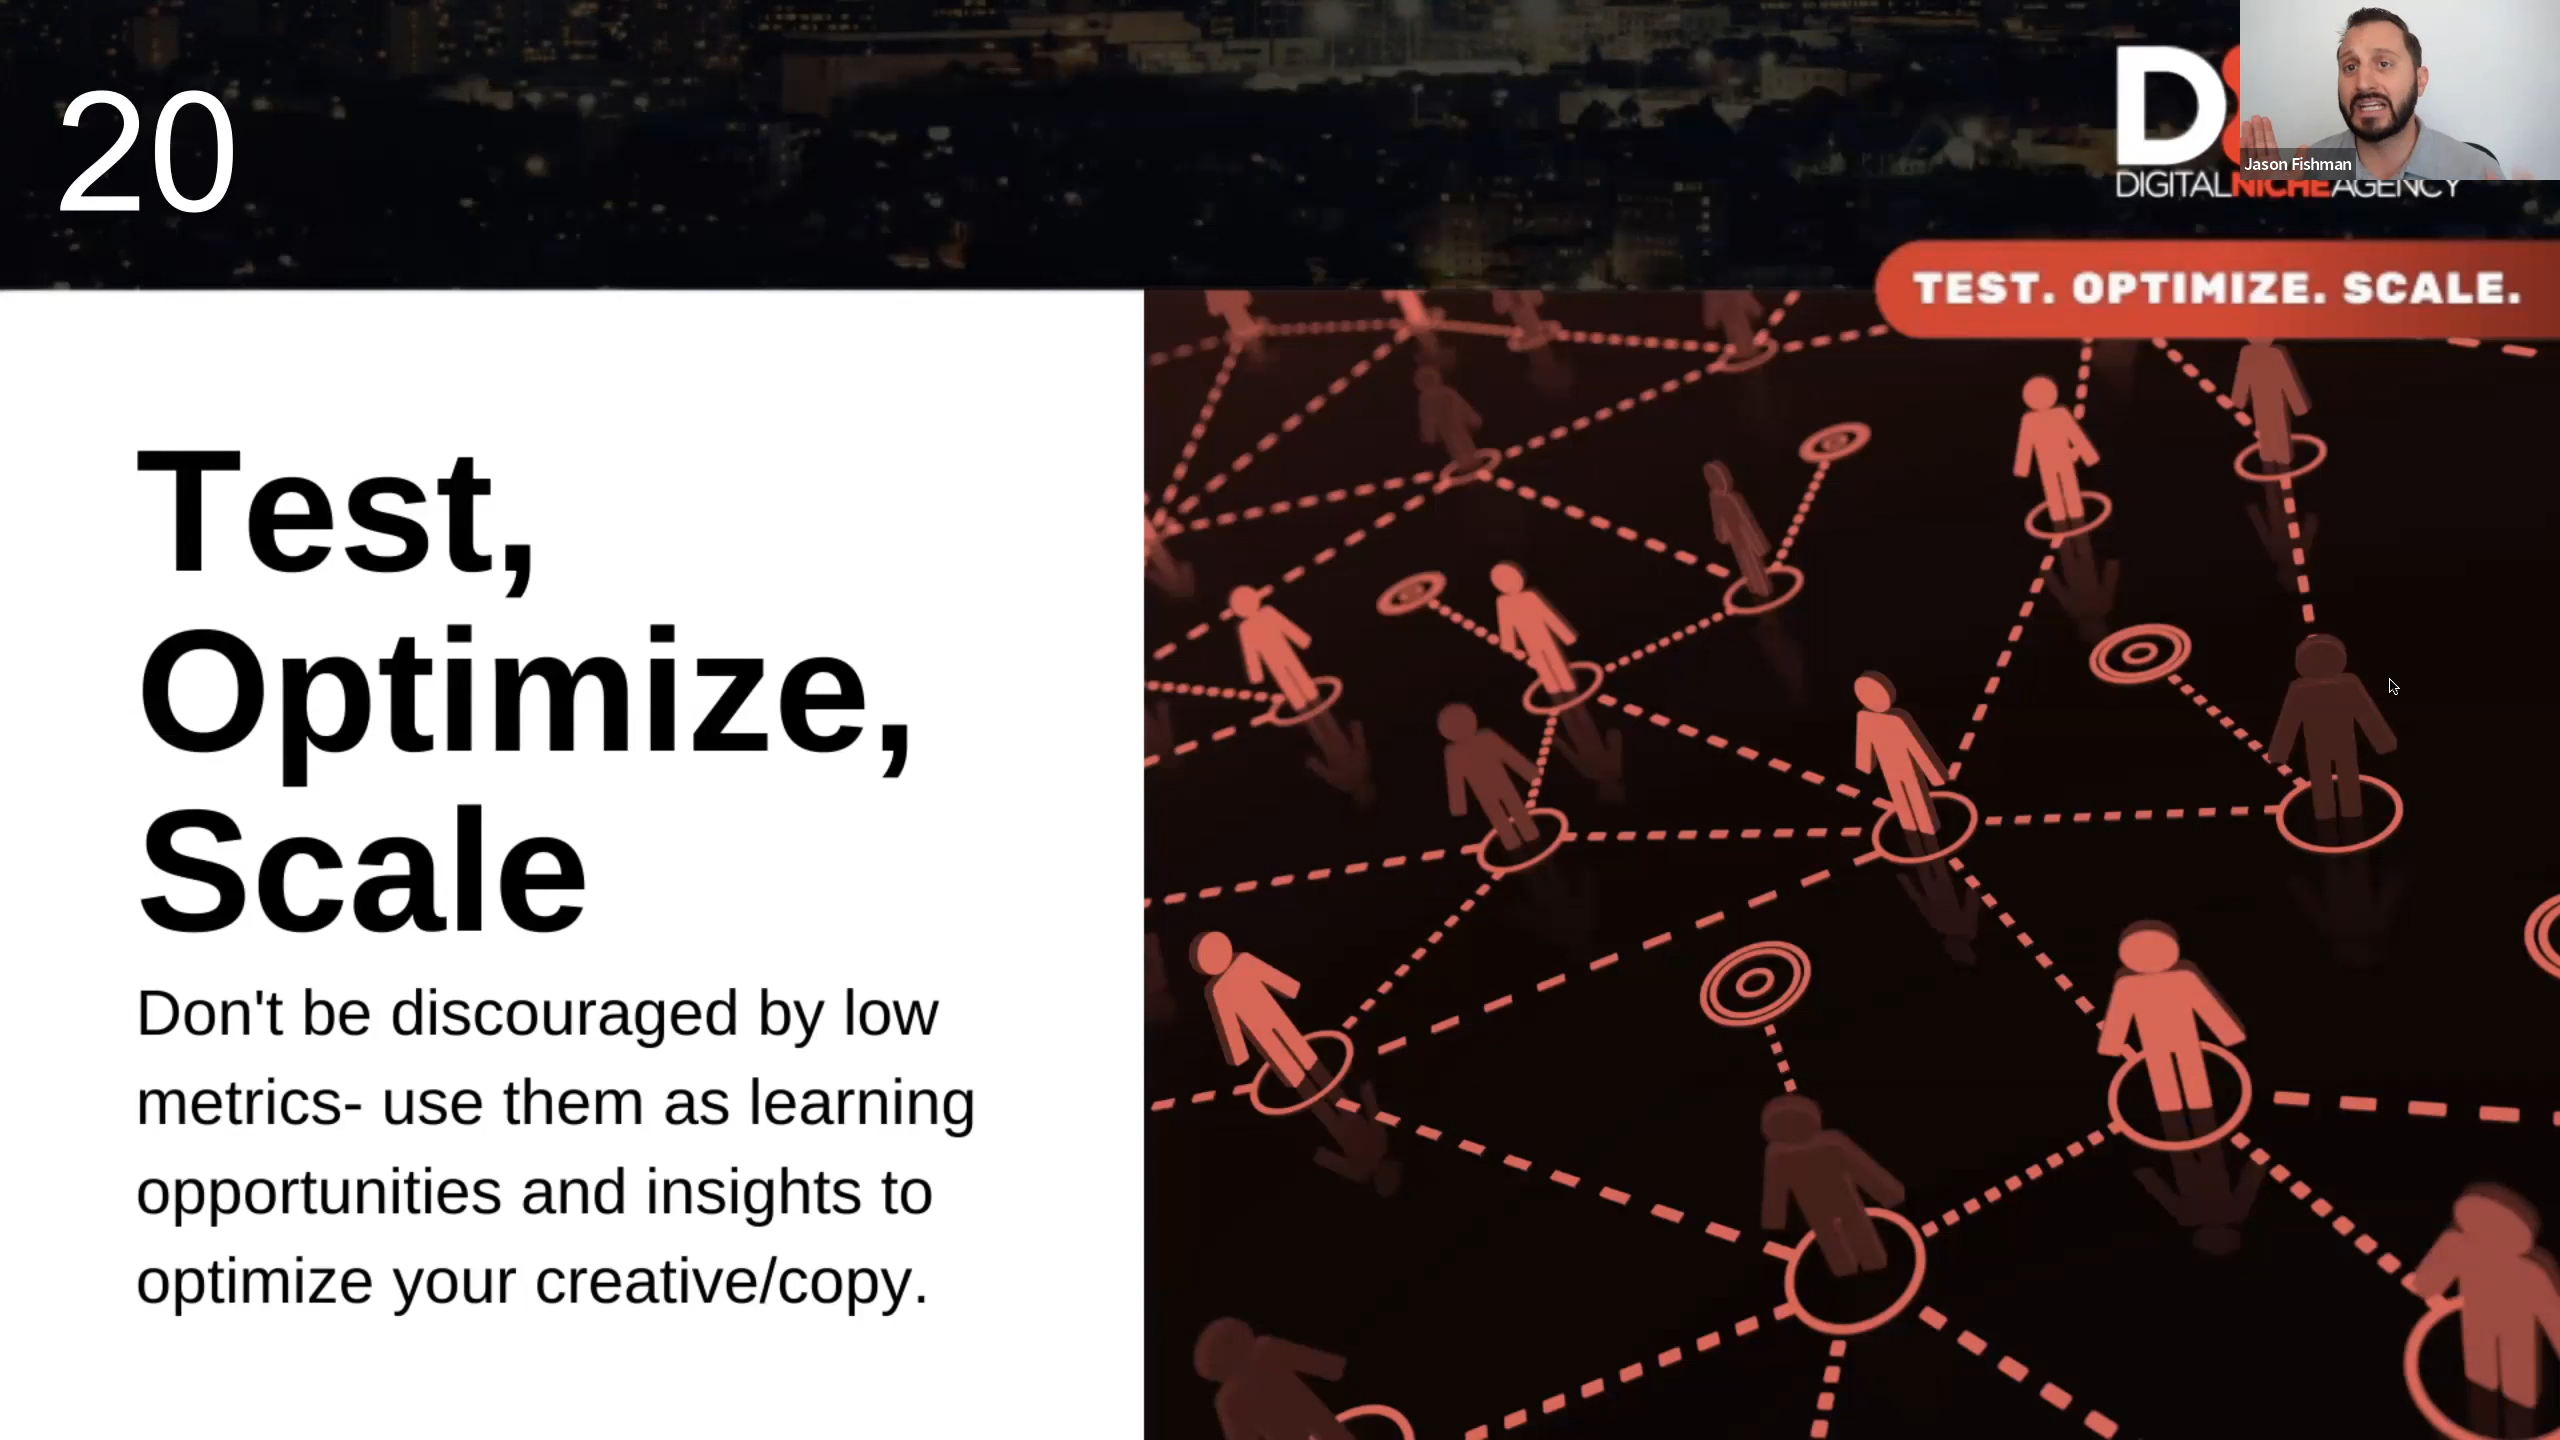 20
D
Jason Fishman
DIGITALNICHEAGENCY
TEST. OPTIMIZE. SCALE.
Test,
Optimize,
Scale
Don't be discouraged by low
metrics- use them as learning
opportunities and insights to
optimize your creative/copy.